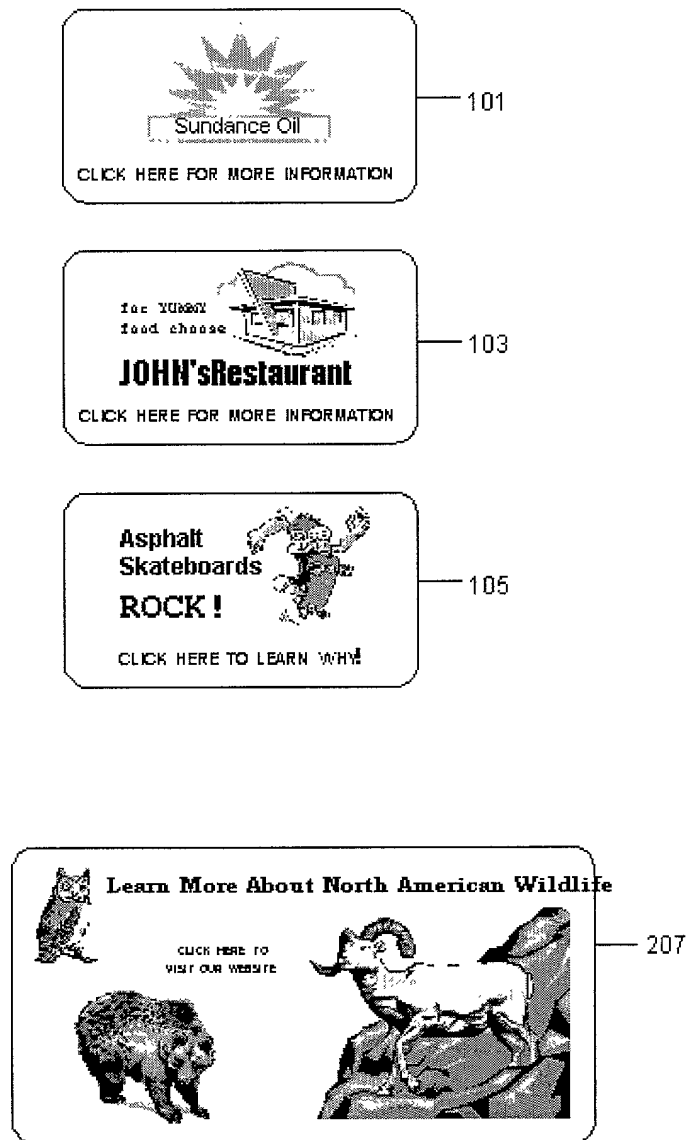 Sundance Oil
CLICK HERE FOR MORE INFORMATION
101
for YUMMY
food choose
JOHN'sRestaurant
CLICK HERE FOR MORE INFORMATION
103
Asphalt
Skateboards
ROCK!
CLICK HERE TO LEARN WHY!
105
Learn More About North American Wildlife
CLICK HERE TO
VISIT OUR WEBSITE
207